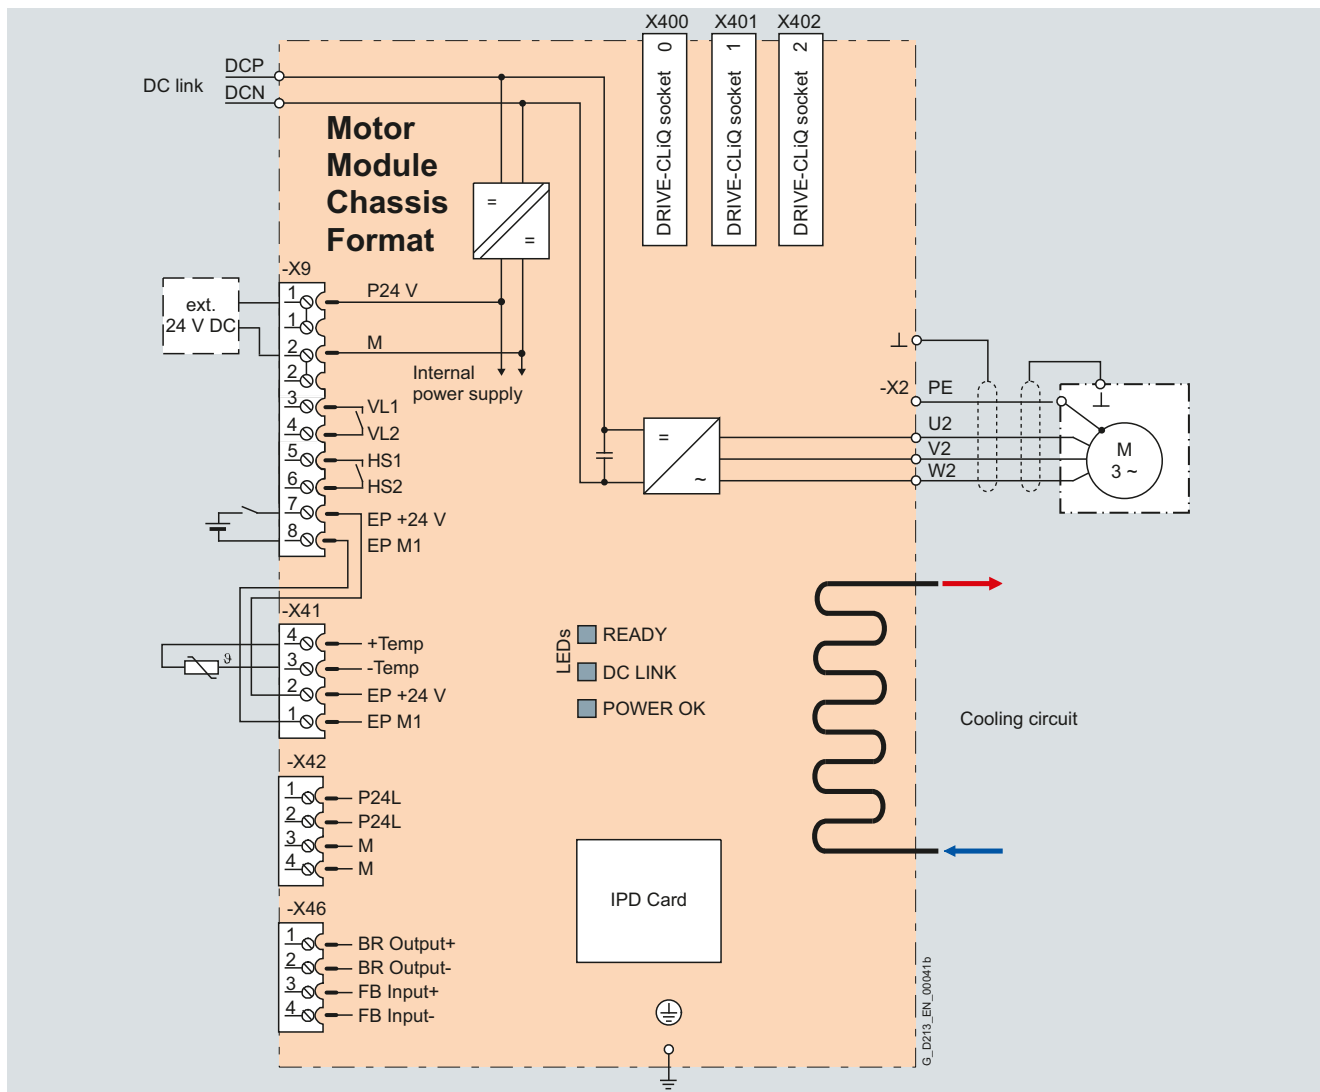 X400 X401 X402
DRIVE-CLiQ socket 0
DRIVE-CLiQ socket 1
DRIVE-CLiQ socket 2
DC link
DCP
DCN
Motor
Module
Chassis
Format
=
=
-X9
ext.
24 V DC
1 P24 V
1
2 M
2
Internal
power supply
3 VL1
4 VL2
5 HS1
6 HS2
7 EP +24 V
8 EP M1
-X2 PE
U2
V2
W2
=
~
M
3 ~
-X41
4 +Temp
3 -Temp
ϑ
2 EP +24 V
1 EP M1
LEDs
READY
DC LINK
POWER OK
Cooling circuit
-X42
1 P24L
2 P24L
3 M
4 M
IPD Card
-X46
1 BR Output+
2 BR Output-
3 FB Input+
4 FB Input-
G_D213_EN_00041b